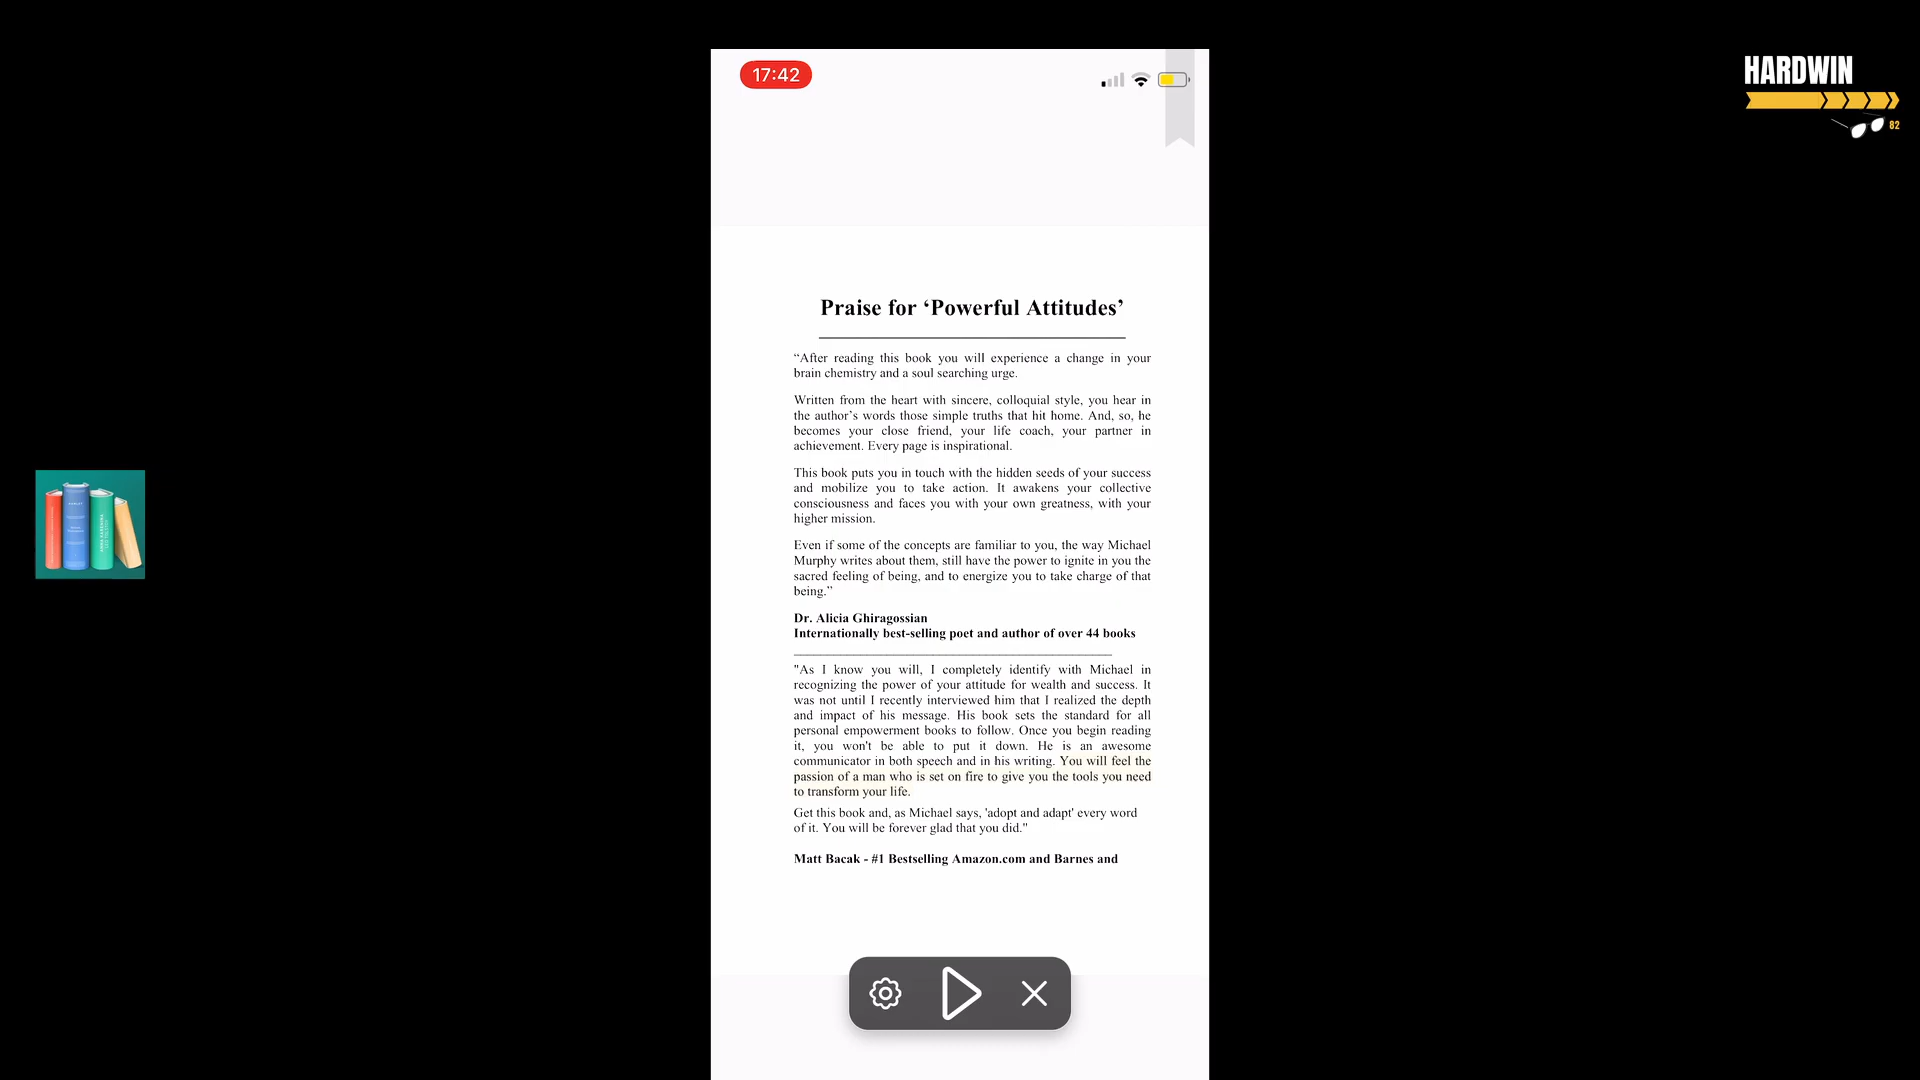 17:42
HARDWIN
82
Praise for ‘Powerful Attitudes’
“After reading this book you will experience a change in your
brain chemistry and a soul searching urge.
Written from the heart with sincere, colloquial style, you hear in
the author’s words those simple truths that hit home. And, so, he
becomes your close friend, your life coach, your partner in
achievement. Every page is inspirational.
This book puts you in touch with the hidden seeds of your success
and mobilize you to take action. It awakens your collective
consciousness and faces you with your own greatness, with your
higher mission.
Even if some of the concepts are familiar to you, the way Michael
Murphy writes about them, still have the power to ignite in you the
sacred feeling of being, and to energize you to take charge of that
being.”
Dr. Alicia Ghiragossian
Internationally best-selling poet and author of over 44 books
"As I know you will, I completely identify with Michael in
recognizing the power of your attitude for wealth and success. It
was not until I recently interviewed him that I realized the depth
and impact of his message. His book sets the standard for all
personal empowerment books to follow. Once you begin reading
it, you won't be able to put it down. He is an awesome
communicator in both speech and in his writing. You will feel the
passion of a man who is set on fire to give you the tools you need
to transform your life.
Get this book and, as Michael says, 'adopt and adapt' every word
of it. You will be forever glad that you did."
Matt Bacak - #1 Bestselling Amazon.com and Barnes and